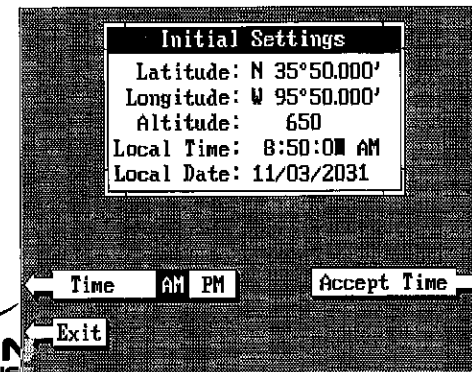 Initial Settings
Latitude: N 35°50.000'
Longitude: W 95°50.000'
Altitude: 650
Local Time: 8:50:0 AM
Local Date: 11/03/2031
Time AM PM
Accept Time
Exit